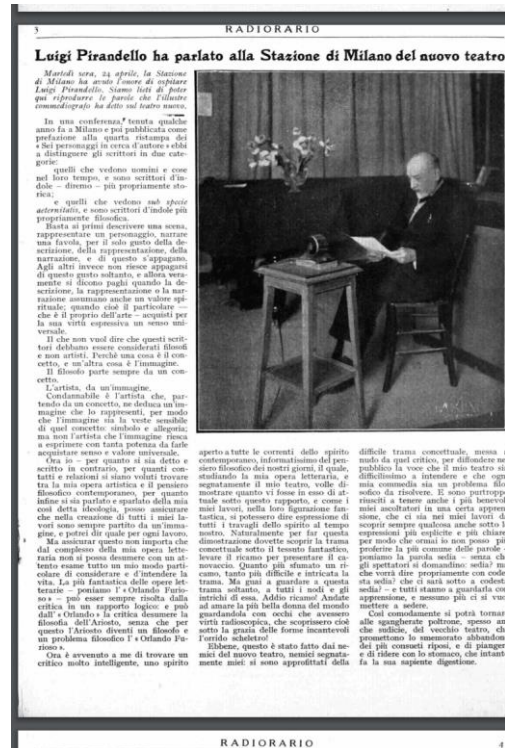 3
RADIORARIO
Luigi Pirandello ha parlato alla Stazione di Milano del nuovo teatro
Martedì sera, 24 aprile, la Stazione
di Milano ha avuto l'onore di ospitare
Luigi Pirandello. Siamo lieti di poter
qui riprodurre le parole che l'illustre
commediografo ha detto sul teatro nuovo.
In una conferenza, tenuta qualche
anno fa a Milano e poi pubblicata come
prefazione alla quarta ristampa dei
« Sei personaggi in cerca d'autore » ebbi
a distinguere gli scrittori in due cate-
gorie:
quelli che vedono uomini e cose
nel loro tempo, e sono scrittori d'in-
dole — diremo — più propriamente sto-
rica;
e quelli che vedono sub specie
aeternitatis, e sono scrittori d'indole più
propriamente filosofica.
Basta ai primi descrivere una scena,
rappresentare un personaggio, narrare
una favola, per il solo gusto della de-
scrizione, della rappresentazione, della
narrazione, e di questo s'appagano.
Agli altri invece non riesce appagarsi
di questo gusto soltanto, e allora vera-
mente si dicono paghi quando la de-
scrizione, la rappresentazione o la nar-
razione assumano anche un valore spi-
rituale; quando cioè il particolare —
che è il proprio dell'arte — acquisti per
la sua virtù espressiva un senso uni-
versale.
Il che non vuol dire che questi scrit-
tori debbano essere considerati filosofi
e non artisti. Perchè una cosa è il con-
cetto, e un'altra cosa è l'immagine.
Il filosofo parte sempre da un con-
cetto.
L'artista, da un'immagine.
Condannabile è l'artista che, par-
tendo da un concetto, ne deduca un'im-
magine che lo rappresenti, per modo
che l'immagine sia la veste sensibile
di quel concetto: simbolo e allegoria;
ma non l'artista che l'immagine riesca
a esprimere con tanta potenza da farle
acquistare senso e valore universale.
Ora io — per quanto si sia detto e
scritto in contrario, per quanti con-
tatti e relazioni si siano voluti trovare
tra la mia opera artistica e il pensiero
filosofico contemporaneo, per quanto
infine si sia parlato e sparlato della mia
così detta ideologia, posso assicurare
che nella creazione di tutti i miei la-
vori sono sempre partito da un'imma-
gine, e potrei dir quale per ogni lavoro.
Ma assicurar questo non importa che
dal complesso della mia opera lette-
raria non si possa desumere con un at-
tento esame tutto un mio modo parti-
colare di considerare e d'intendere la
vita. La più fantastica delle opere let-
terarie — poniamo l' « Orlando Furio-
so » — può esser sempre risolta dalla
critica in un rapporto logico: e può
dall' « Orlando » la critica desumere la
filosofia dell'Ariosto, senza che per
questo l'Ariosto diventi un filosofo e
un problema filosofico l' « Orlando Fu-
rioso ».
Ora è avvenuto a me di trovare un
critico molto intelligente, uno spirito
aperto a tutte le correnti dello spirito
contemporaneo, informatissimo del pen-
siero filosofico dei nostri giorni, il quale,
studiando la mia opera letteraria, e
segnatamente il mio teatro, volle di-
mostrare quanto vi fosse in esso di at-
tuale sotto questo rapporto, e come i
miei lavori, nella loro figurazione fan-
tastica, si potessero dire espressione di
tutti i travagli dello spirito al tempo
nostro. Naturalmente per far questa
dimostrazione dovette scoprir la trama
concettuale sotto il tessuto fantastico,
levare il ricamo per presentare il ca-
novaccio. Quanto più sfumato un ri-
camo, tanto più difficile e intricata la
trama. Ma guai a guardare a questa
trama soltanto, a tutti i nodi e gli
intrichi di essa. Addio ricamo! Andate
ad amare la più bella donna del mondo
guardandola con occhi che avessero
virtù radioscopica, che scoprissero cioè
sotto la grazia delle forme incantevoli
l'orrido scheletro!
Ebbene, questo è stato fatto dai ne-
mici del nuovo teatro, nemici segnata-
mente miei: si sono approfittati della
difficile trama concettuale, messa a
nudo da quel critico, per diffondere nel
pubblico la voce che il mio teatro sia
difficilissimo a intendere e che ogni
mia commedia sia un problema filo-
sofico da risolvere. E sono purtroppo
riusciti a tenere anche i più benevoli
miei ascoltatori in una certa appren-
sione, che ci sia nei miei lavori da
scoprir sempre qualcosa anche sotto le
espressioni più esplicite e più chiare,
per modo che ormai io non posso più
proferire la più comune delle parole —
poniamo la parola sedia — senza che
gli spettatori si domandino: sedia? ma
che vorrà dire propriamente con code-
sta sedia? che ci sarà sotto a codesta
sedia? — e tutti stanno a guardarla con
apprensione, e nessuno più ci si vuol
mettere a sedere.
Così comodamente si potrà tornare
alle sgangherate poltrone, spesso an-
che sudicie, del vecchio teatro, che
promettono lo smemorato abbandono
dei più consueti riposi, e di piangere
e di ridere con lo stomaco, che intanto
fa la sua sapiente digestione.
RADIORARIO
4